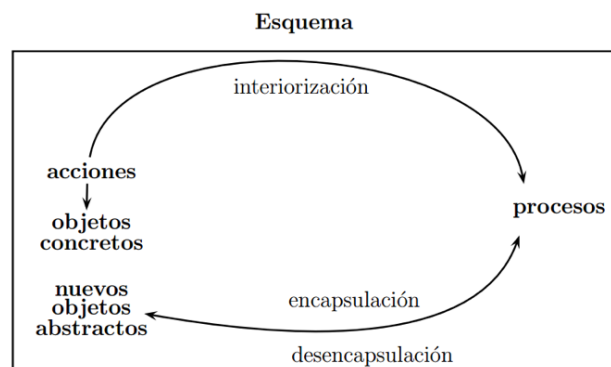 Esquema
interiorización
acciones
objetos
concretos
procesos
nuevos
objetos
abstractos
encapsulación
desencapsulación